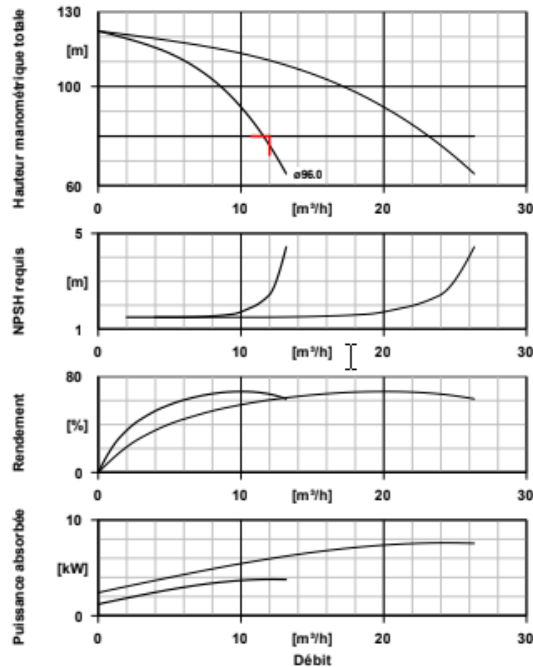 Hauteur manométrique totale
130
[m]
100
60
ø96.0
0
10
[m³/h]
20
30
NPSH requis
5
[m]
1
0
10
[m³/h]
20
30
Rendement
80
[%]
0
0
10
[m³/h]
20
30
Puissance absorbée
10
[kW]
0
0
10
[m³/h]
20
30
Débit